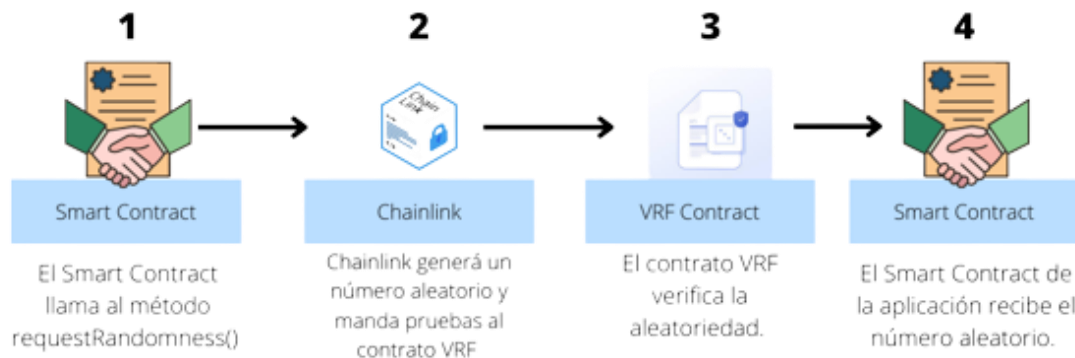 1
2
3
4
Chain
Link
Smart Contract
Chainlink
VRF Contract
Smart Contract
El Smart Contract
llama al método
requestRandomness()
Chainlink generá un
número aleatorio y
manda pruebas al
contrato VRF
El contrato VRF
verifica la
aleatoriedad.
El Smart Contract de
la aplicación recibe el
número aleatorio.